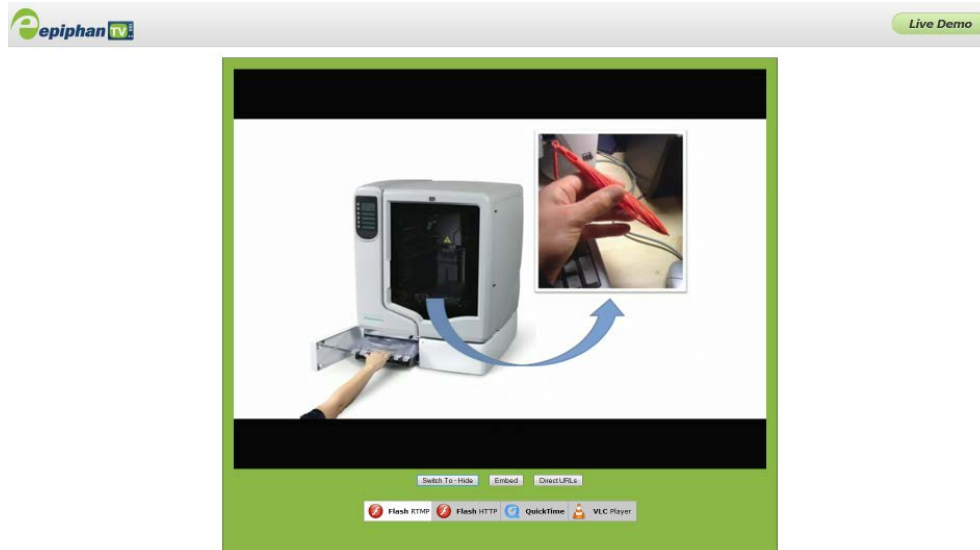 epiphan TV
Live Demo
Switch To - Hide
Embed
Direct URLs
Flash RTMP
Flash HTTP
QuickTime
VLC Player